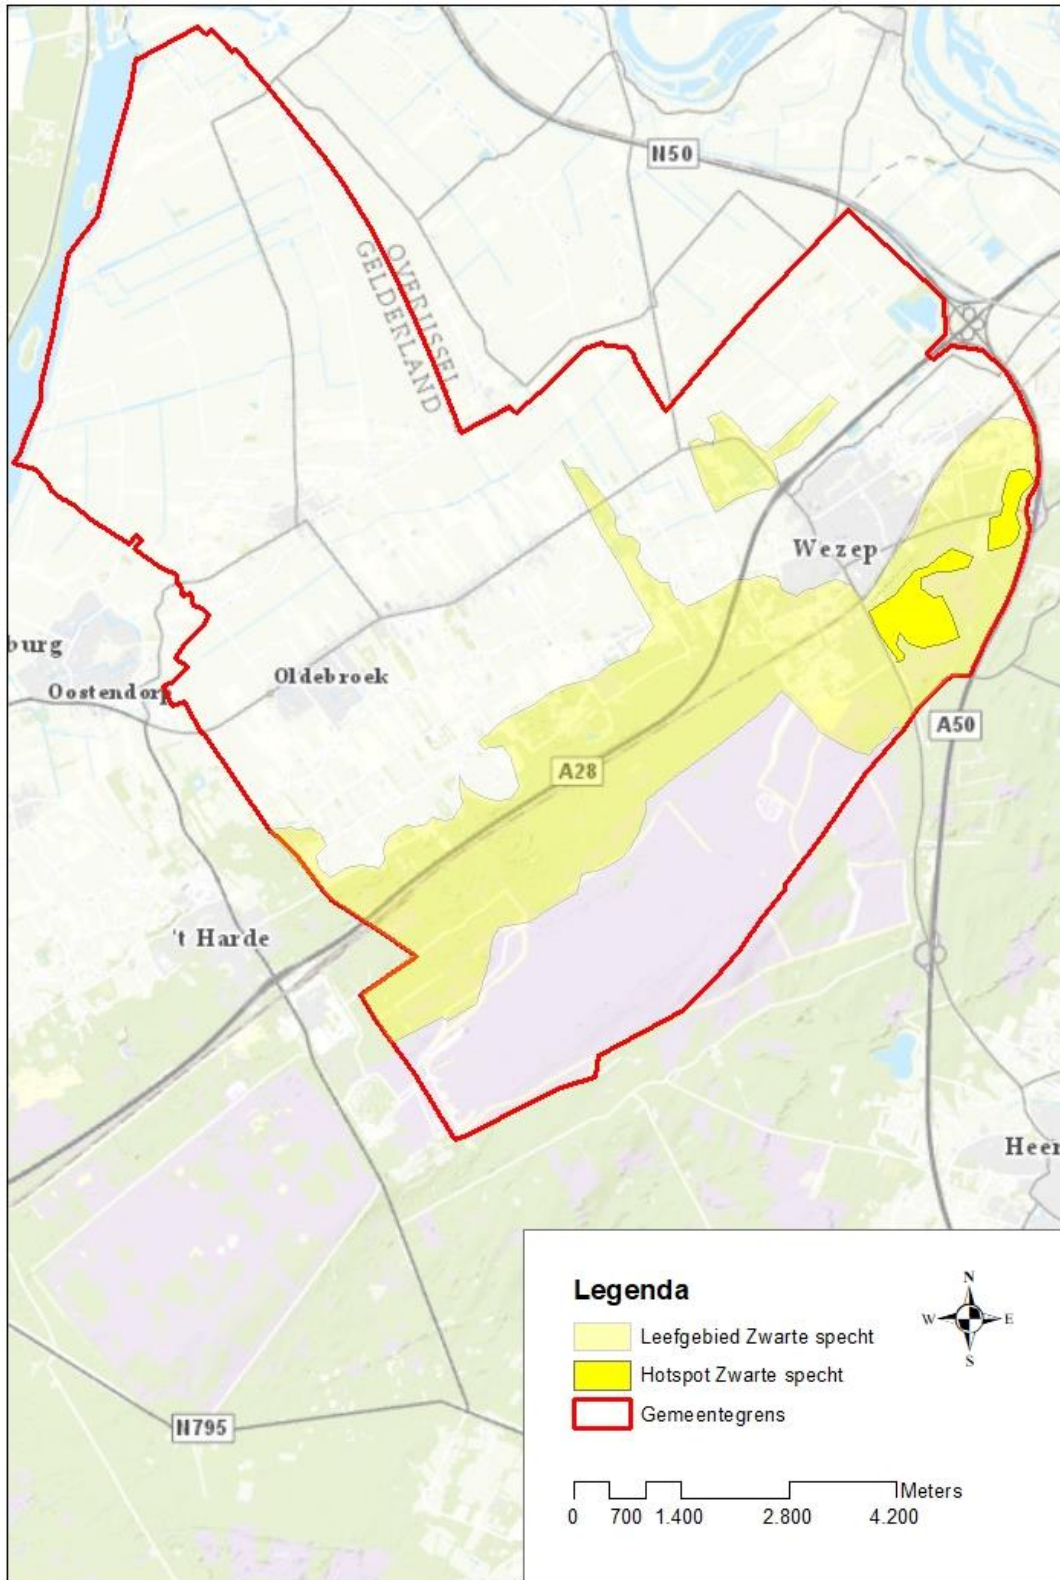 N50
OVERIJSSEL
GELDERLAND
Wezep
burg
Oostendorp
Oldebroek
A50
A28
't Harde
Heer
N795
Legenda
Leefgebied Zwarte specht
Hotspot Zwarte specht
Gemeentegrens
N
W E
S
Meters
0 700 1.400 2.800 4.200